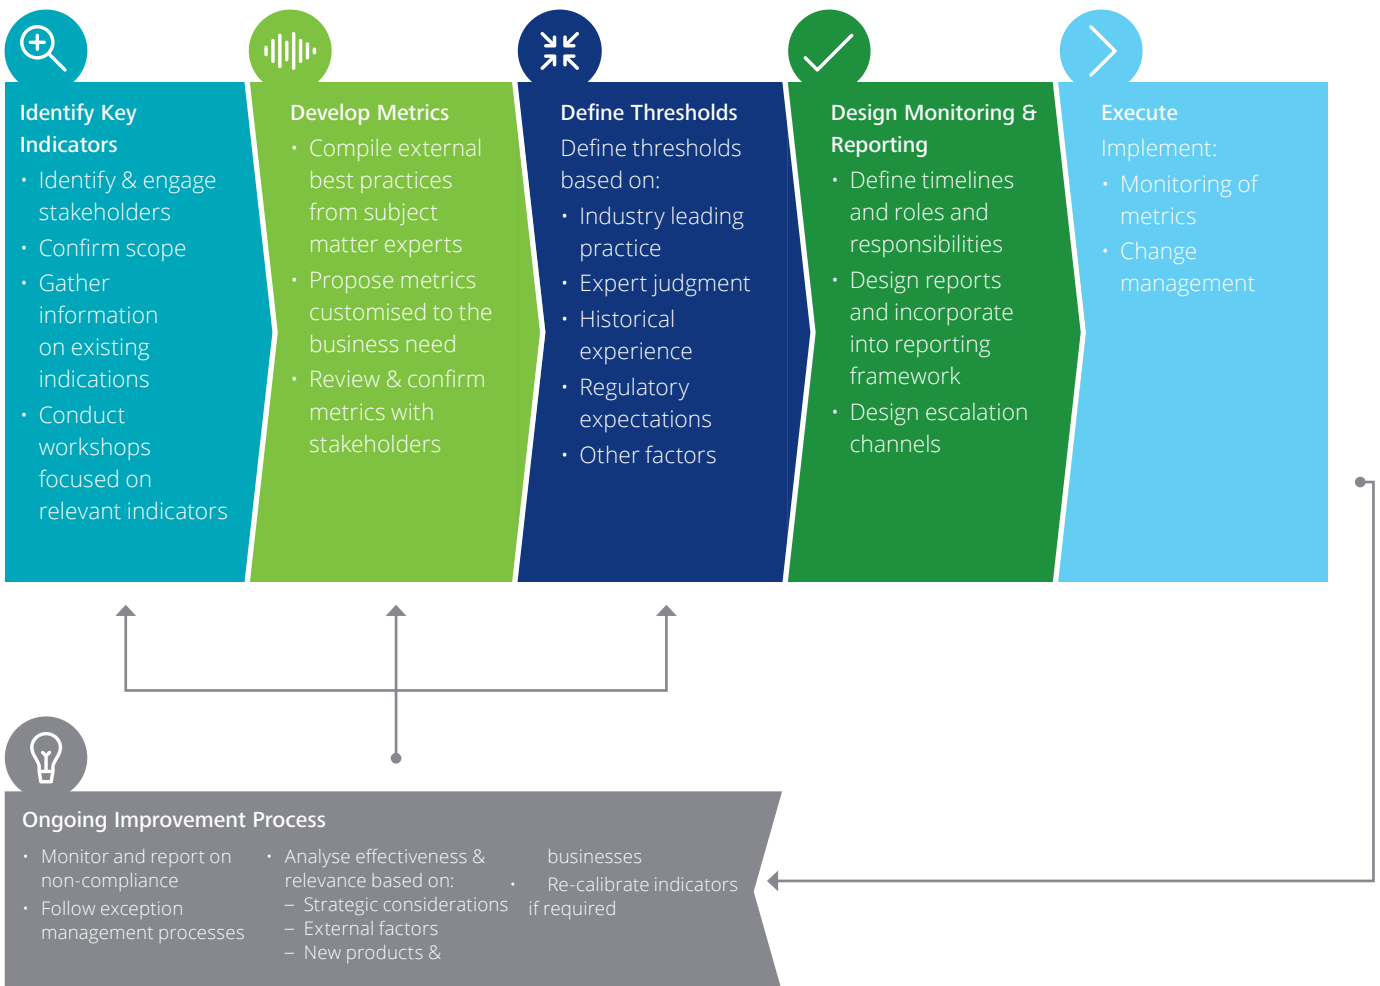 Identify Key
Indicators
• Identify & engage
stakeholders
• Confirm scope
• Gather
information
on existing
indications
• Conduct
workshops
focused on
relevant indicators
Develop Metrics
• Compile external
best practices
from subject
matter experts
• Propose metrics
customised to the
business need
• Review & confirm
metrics with
stakeholders
Define Thresholds
Define thresholds
based on:
• Industry leading
practice
• Expert judgment
• Historical
experience
• Regulatory
expectations
• Other factors
Design Monitoring &
Reporting
• Define timelines
and roles and
responsibilities
• Design reports
and incorporate
into reporting
framework
• Design escalation
channels
Execute
Implement:
• Monitoring of
metrics
• Change
management
Ongoing Improvement Process
• Monitor and report on
non-compliance
• Follow exception
management processes
• Analyse effectiveness &
relevance based on:
– Strategic considerations
– External factors
– New products &
businesses
• Re-calibrate indicators
if required